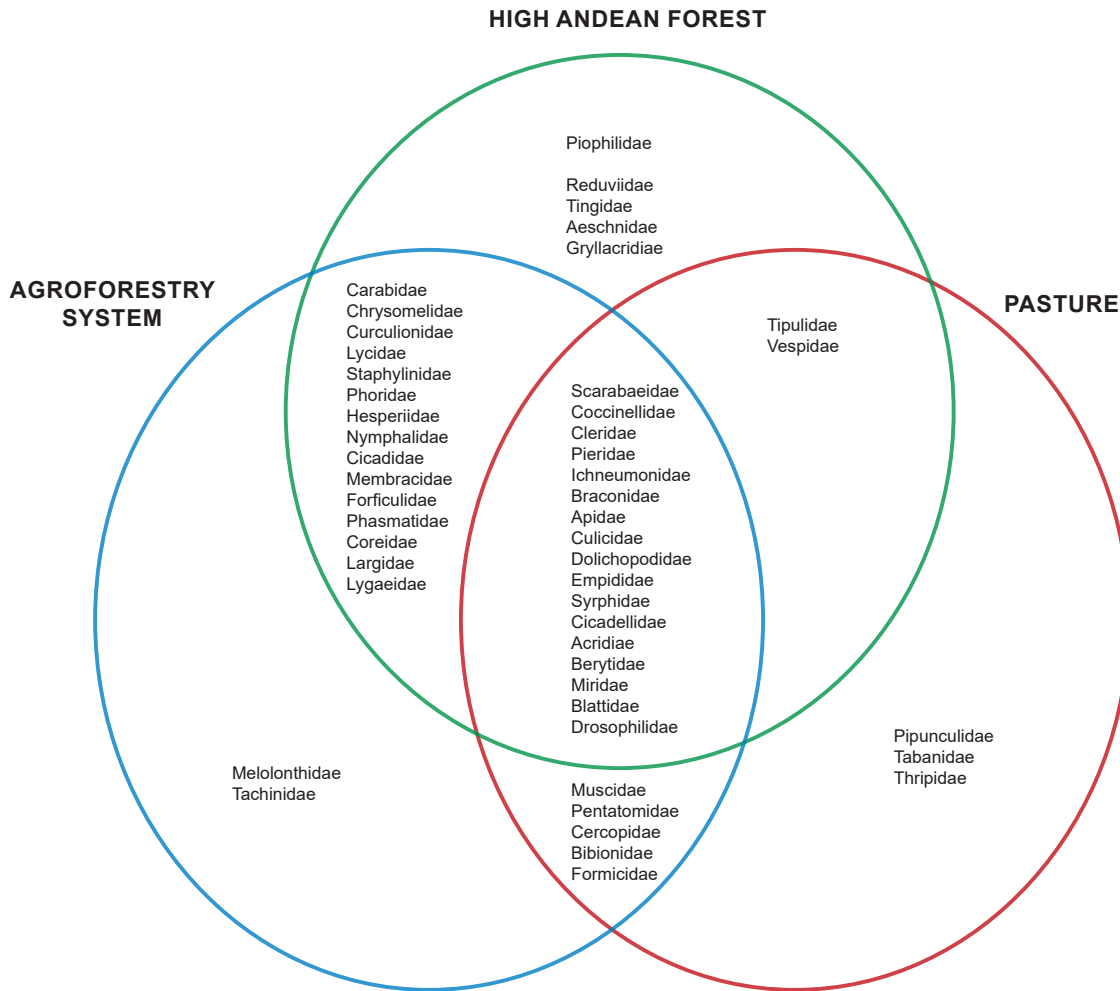 HIGH ANDEAN FOREST
Piophilidae
Reduviidae
Tingidae
Aeschnidae
Gryllacridiae
AGROFORESTRY
SYSTEM
PASTURE
Carabidae
Chrysomelidae
Curculionidae
Lycidae
Staphylinidae
Phoridae
Hesperiidae
Nymphalidae
Cicadidae
Membracidae
Forficulidae
Phasmatidae
Coreidae
Largidae
Lygaeidae
Tipulidae
Vespidae
Scarabaeidae
Coccinellidae
Cleridae
Pieridae
Ichneumonidae
Braconidae
Apidae
Culicidae
Dolichopodidae
Empididae
Syrphidae
Cicadellidae
Acridiae
Berytidae
Miridae
Blattidae
Drosophilidae
Melolonthidae
Tachinidae
Muscidae
Pentatomidae
Cercopidae
Bibionidae
Formicidae
Pipunculidae
Tabanidae
Thripidae